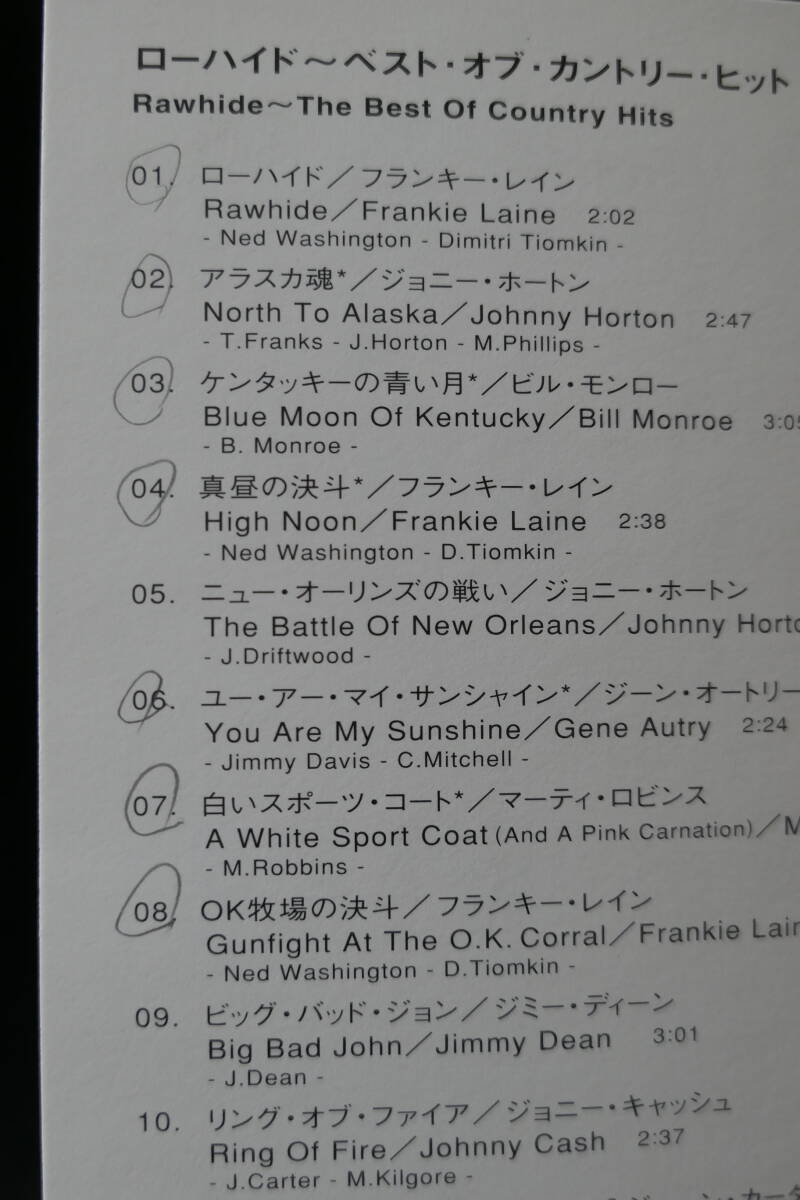 ローハイド～ベスト・オブ・カントリー・ヒット
Rawhide～The Best Of Country Hits
01. ローハイド／フランキー・レイン
Rawhide／Frankie Laine 2:02
- Ned Washington - Dimitri Tiomkin -
02. アラスカ魂*／ジョニー・ホートン
North To Alaska／Johnny Horton 2:47
- T.Franks - J.Horton - M.Phillips -
03. ケンタッキーの青い月*／ビル・モンロー
Blue Moon Of Kentucky／Bill Monroe 3:05
- B. Monroe -
04. 真昼の決斗*／フランキー・レイン
High Noon／Frankie Laine 2:38
- Ned Washington - D.Tiomkin -
05. ニュー・オーリンズの戦い／ジョニー・ホートン
The Battle Of New Orleans／Johnny Horto
- J.Driftwood -
06. ユー・アー・マイ・サンシャイン*／ジーン・オートリー
You Are My Sunshine／Gene Autry 2:24
- Jimmy Davis - C.Mitchell -
07. 白いスポーツ・コート*／マーティ・ロビンス
A White Sport Coat (And A Pink Carnation)／M
- M.Robbins -
08. OK牧場の決斗／フランキー・レイン
Gunfight At The O.K. Corral／Frankie Lain
- Ned Washington - D.Tiomkin -
09. ビッグ・バッド・ジョン／ジミー・ディーン
Big Bad John／Jimmy Dean 3:01
- J.Dean -
10. リング・オブ・ファイア／ジョニー・キャッシュ
Ring Of Fire／Johnny Cash 2:37
- J.Carter - M.Kilgore -